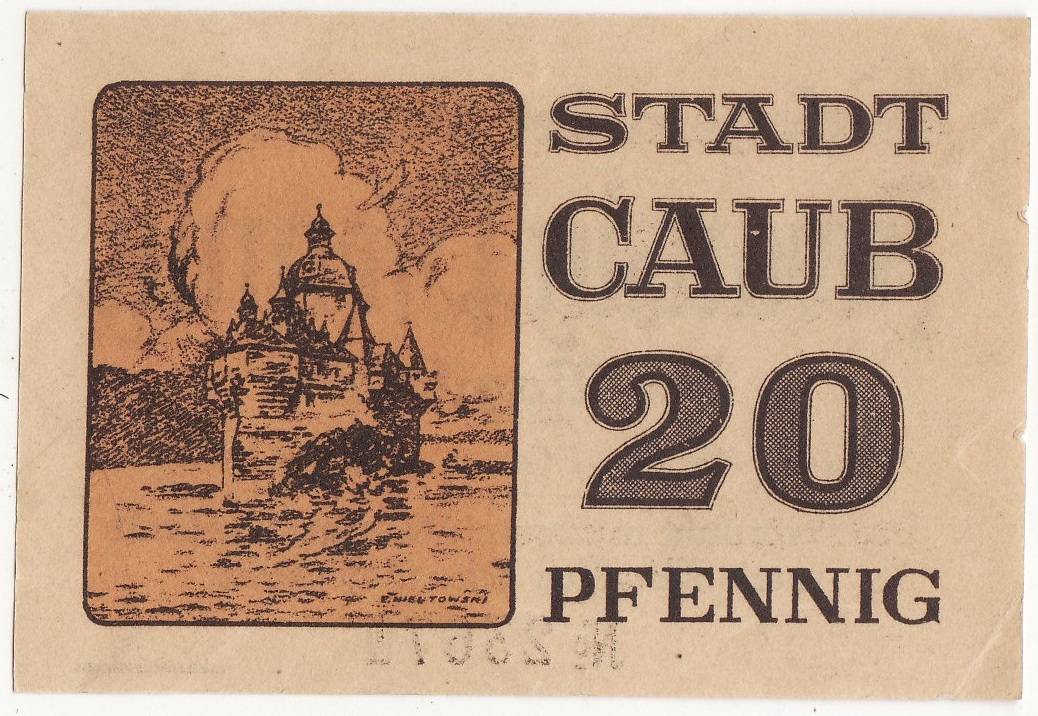 STADT
CAUB
20
PFENNIG